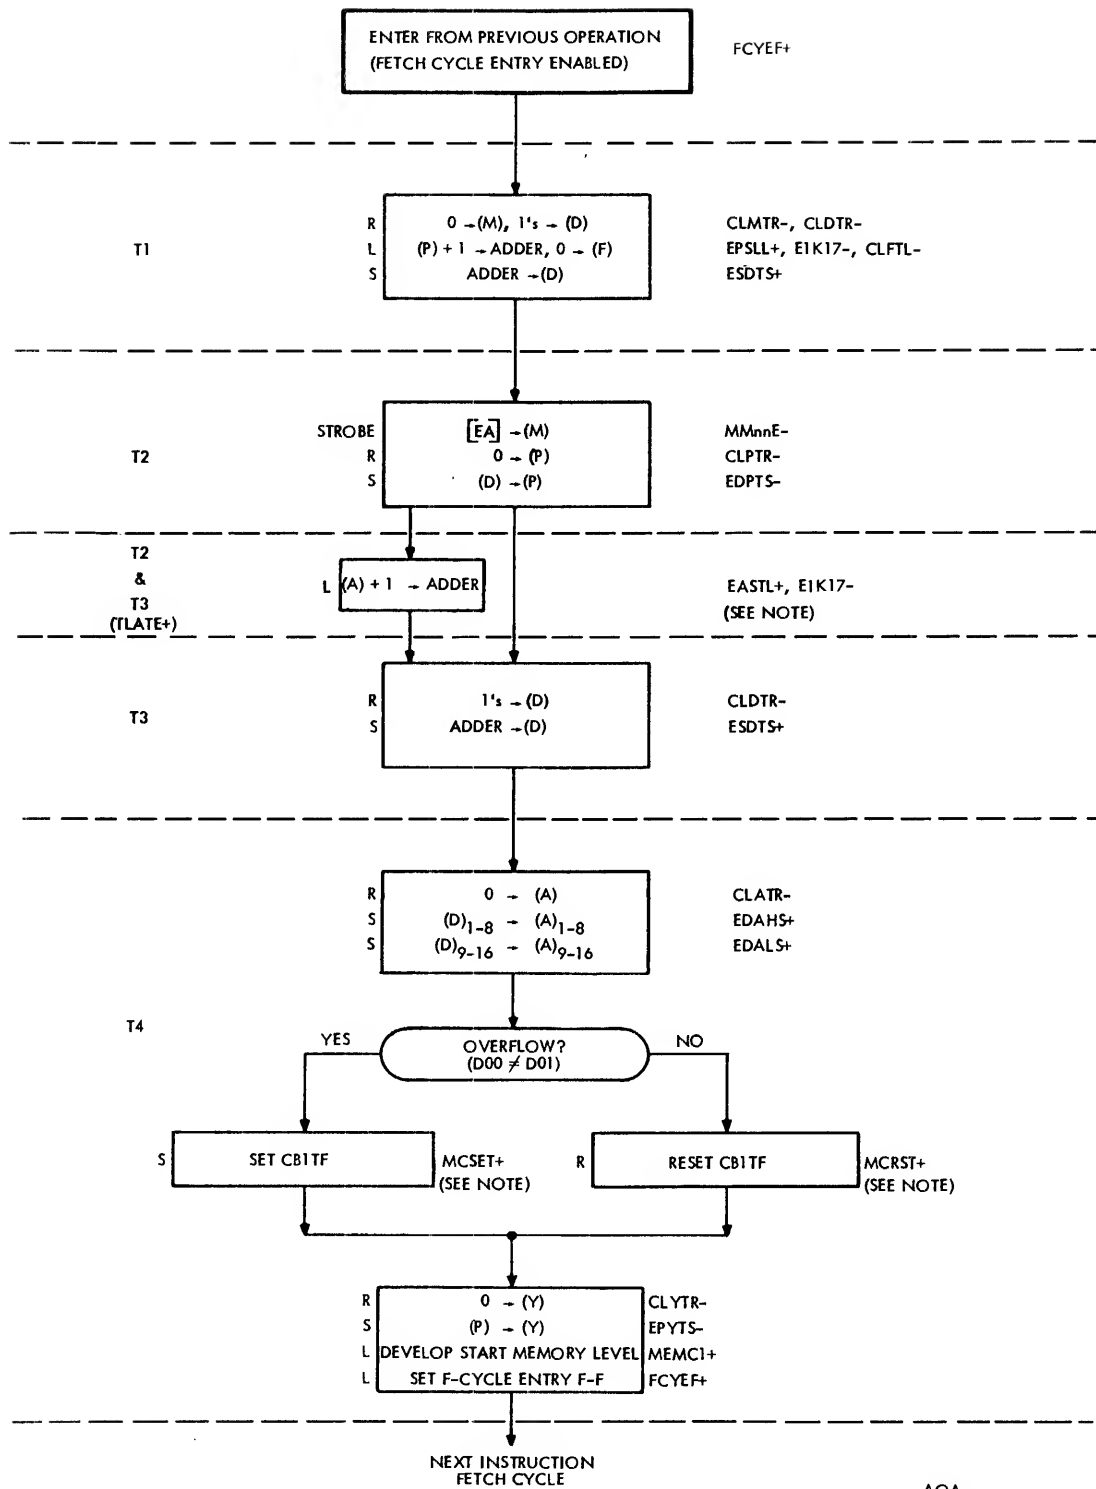 ENTER FROM PREVIOUS OPERATION
(FETCH CYCLE ENTRY ENABLED)
FCYEF+
T1
R 0 → (M), 1's → (D) CLMTR-, CLDTR-
L (P) + 1 → ADDER, 0 → (F) EPSLL+, E1K17-, CLFTL-
S ADDER → (D) ESDTS+
T2
STROBE [EA] → (M) MMnnE-
R 0 → (P) CLPTR-
S (D) → (P) EDPTS-
T2
&
T3
(TLATE+)
L (A) + 1 → ADDER EASTL+, E1K17-
(SEE NOTE)
T3
R 1's → (D) CLDTR-
S ADDER → (D) ESDTS+
T4
R 0 → (A) CLATR-
S (D)1-8 → (A)1-8 EDAHS+
S (D)9-16 → (A)9-16 EDALS+
YES OVERFLOW? NO
(D00 ≠ D01)
S SET CB1TF MCSET+
(SEE NOTE)
R RESET CB1TF MCRST+
(SEE NOTE)
R 0 → (Y) CLYTR-
S (P) → (Y) EPYTS-
L DEVELOP START MEMORY LEVEL MEMC1+
L SET F-CYCLE ENTRY F-F FCYEF+
NEXT INSTRUCTION
FETCH CYCLE